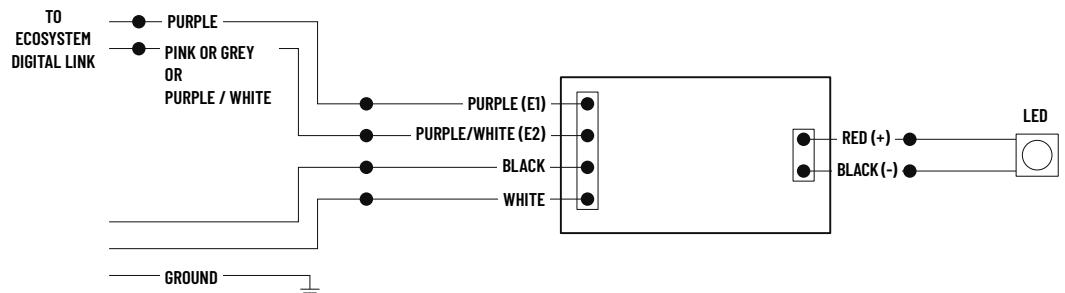 TO
ECOSYSTEM
DIGITAL LINK
PURPLE
PINK OR GREY
OR
PURPLE / WHITE
PURPLE (E1)
PURPLE/WHITE (E2)
BLACK
WHITE
GROUND
RED (+)
BLACK (-)
LED